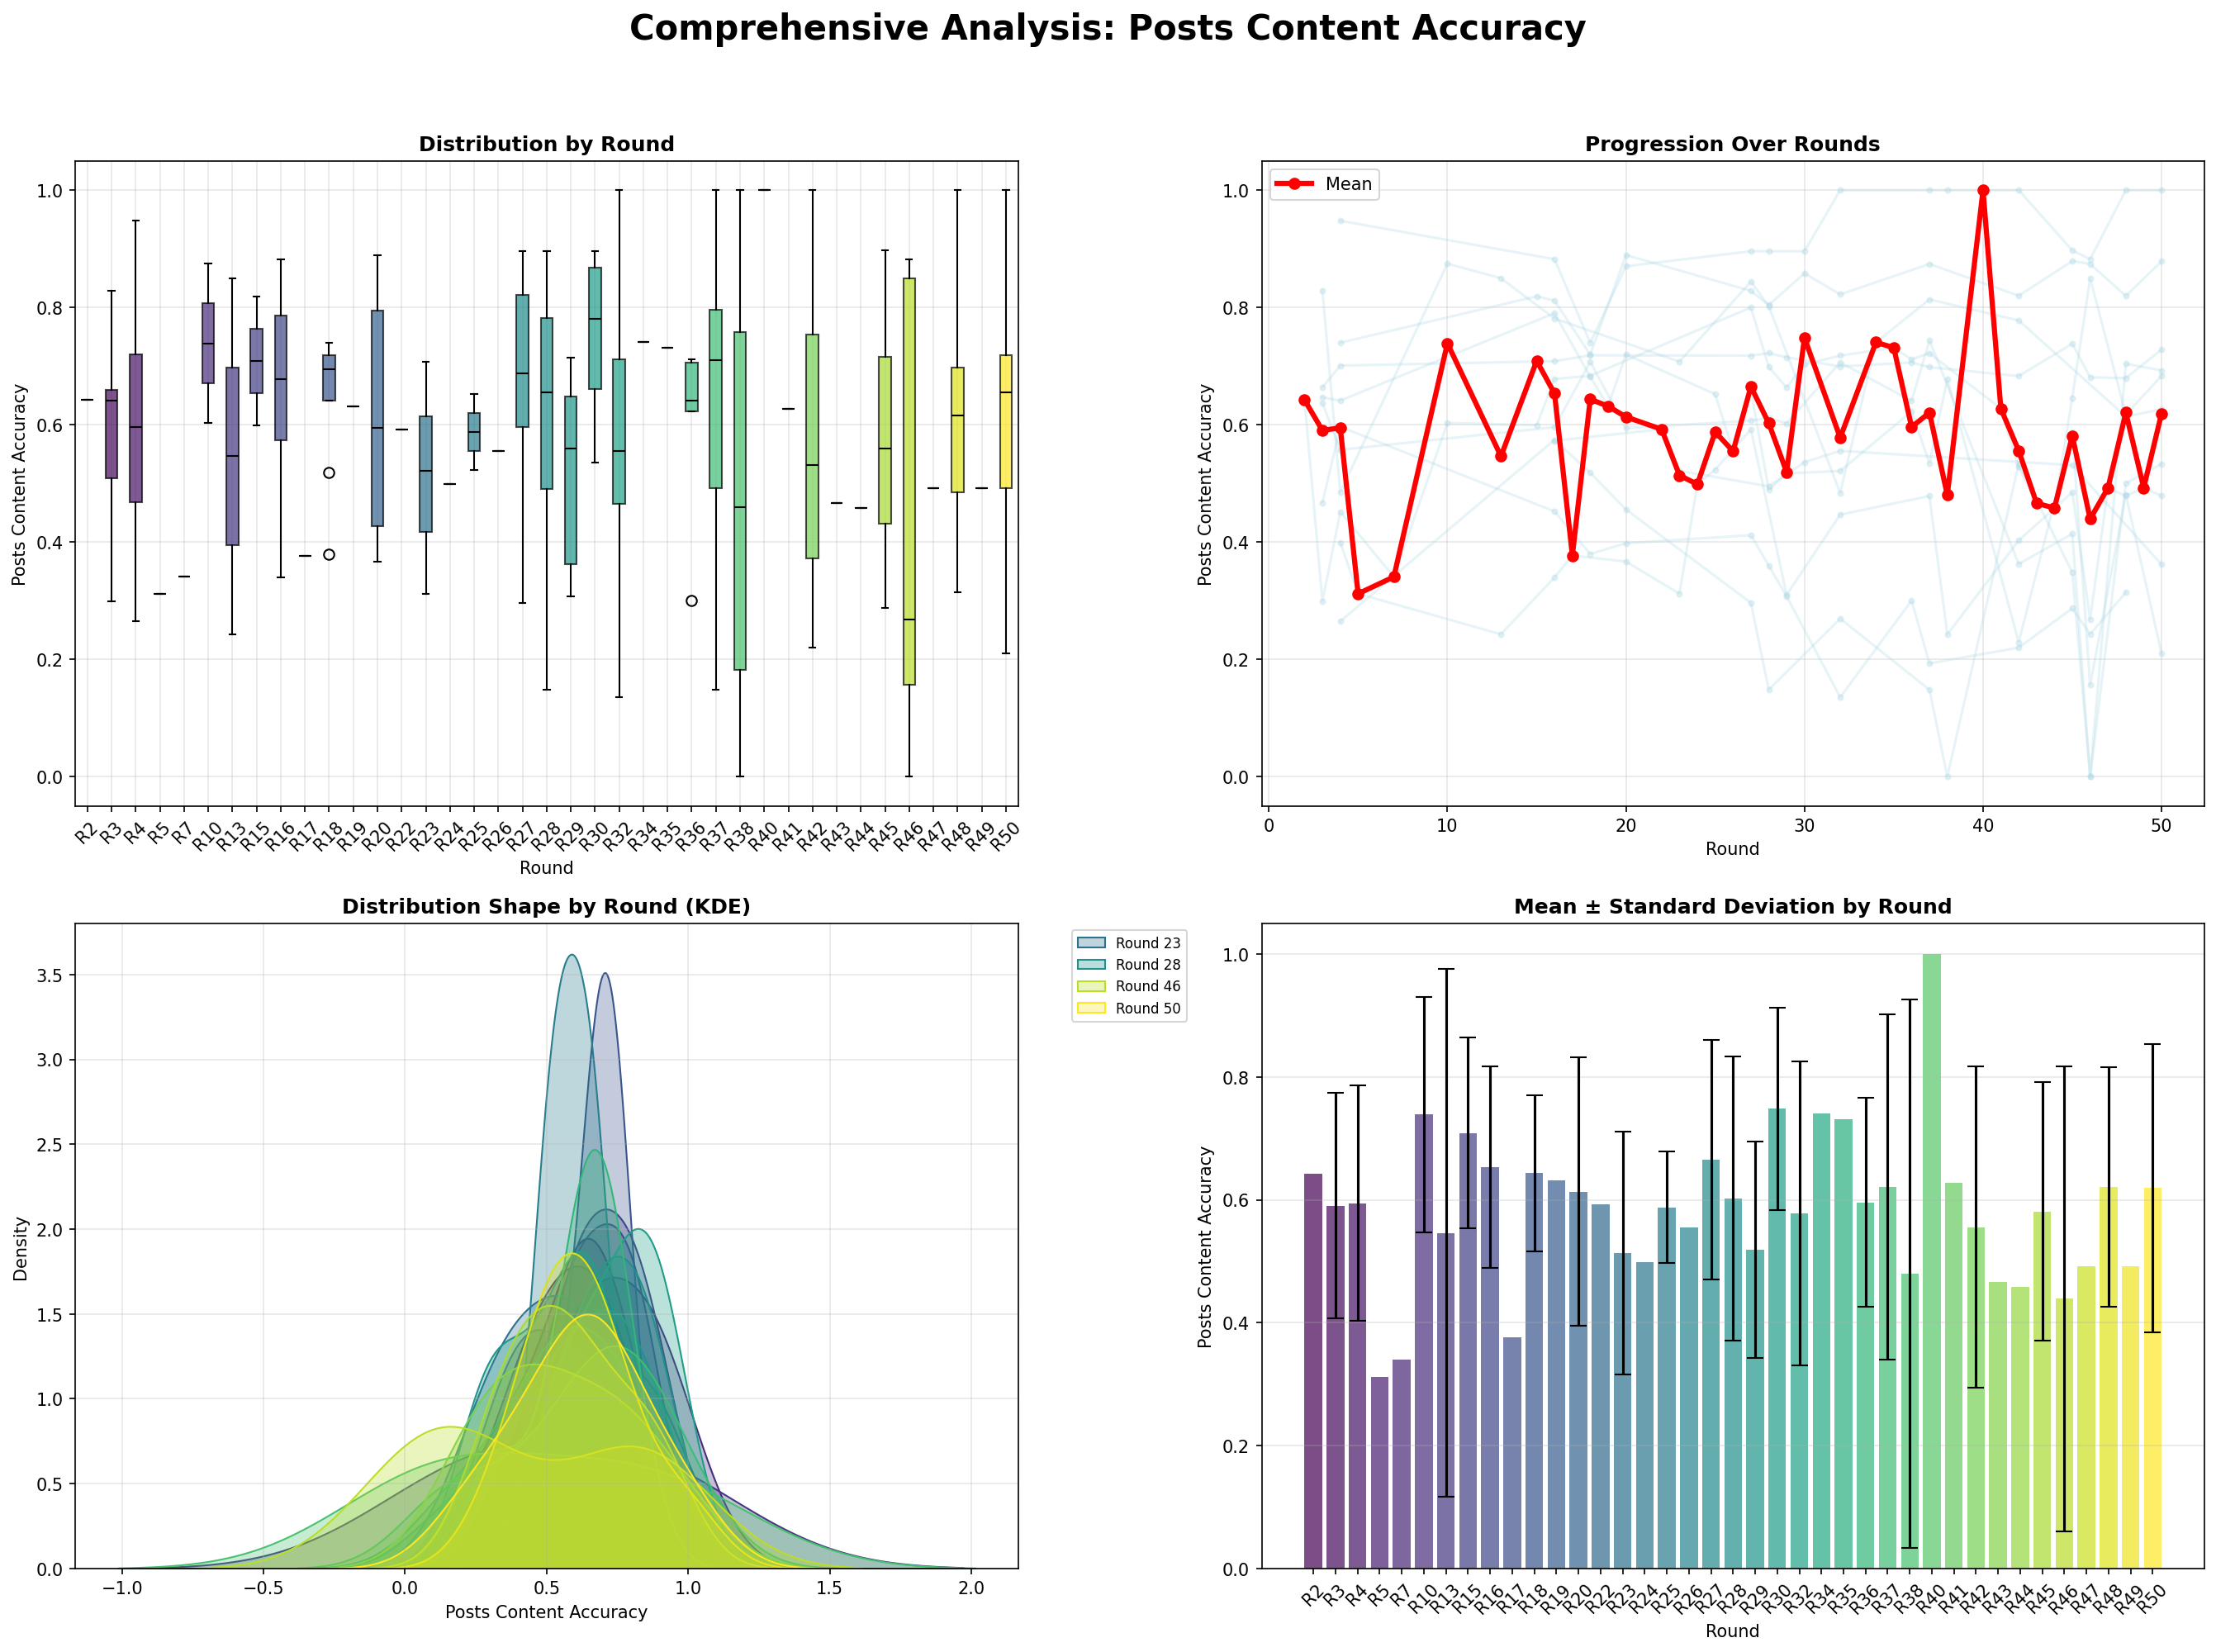 Comprehensive Analysis: Posts Content Accuracy
Distribution by Round
Posts Content Accuracy
1.0
0.8
0.6
0.4
0.2
0.0
R2 R3 R4 R5 R7 R10 R13 R15 R16 R17 R18 R19 R20 R22 R23 R24 R25 R26 R27 R28 R29 R30 R32 R34 R35 R36 R37 R38 R40 R41 R42 R43 R44 R45 R46 R47 R48 R49 R50
Round
Progression Over Rounds
Mean
Posts Content Accuracy
1.0
0.8
0.6
0.4
0.2
0.0
0 10 20 30 40 50
Round
Distribution Shape by Round (KDE)
Density
3.5
3.0
2.5
2.0
1.5
1.0
0.5
0.0
−1.0 −0.5 0.0 0.5 1.0 1.5 2.0
Posts Content Accuracy
Round 23
Round 28
Round 46
Round 50
Mean ± Standard Deviation by Round
Posts Content Accuracy
1.0
0.8
0.6
0.4
0.2
0.0
R2 R3 R4 R5 R7 R10 R13 R15 R16 R17 R18 R19 R20 R22 R23 R24 R25 R26 R27 R28 R29 R30 R32 R34 R35 R36 R37 R38 R40 R41 R42 R43 R44 R45 R46 R47 R48 R49 R50
Round